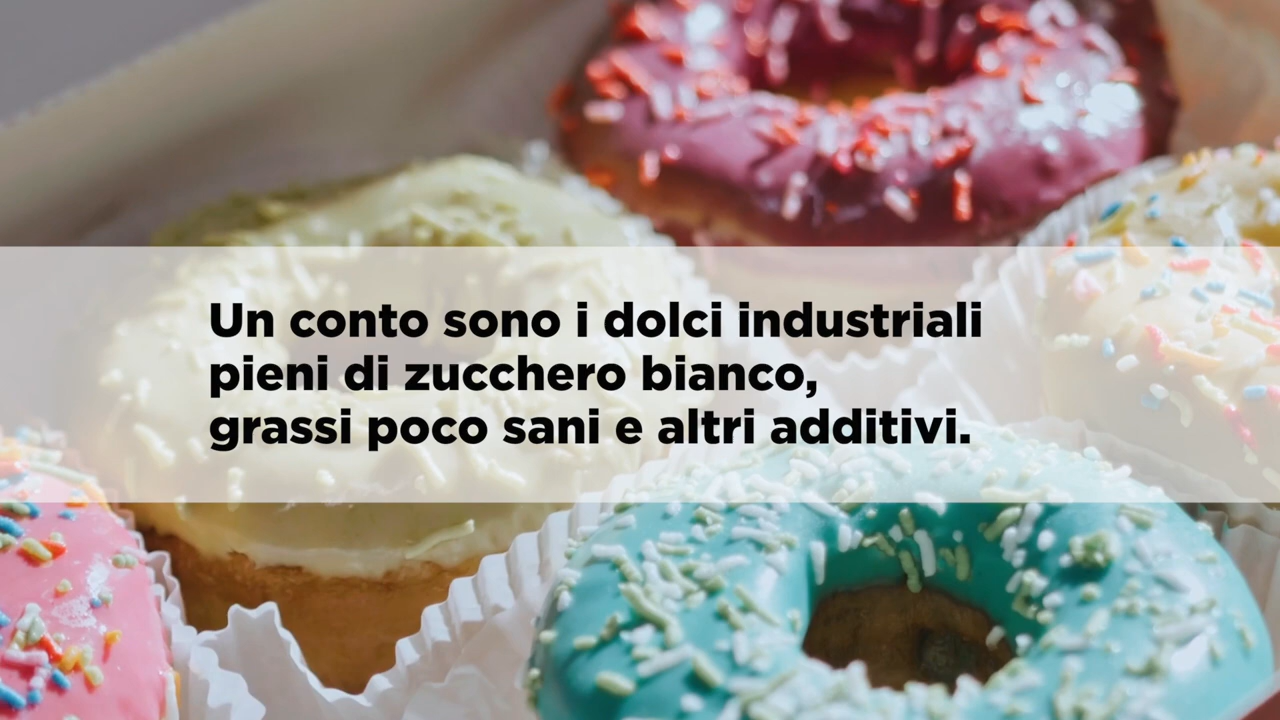 Un conto sono i dolci industriali
pieni di zucchero bianco,
grassi poco sani e altri additivi.